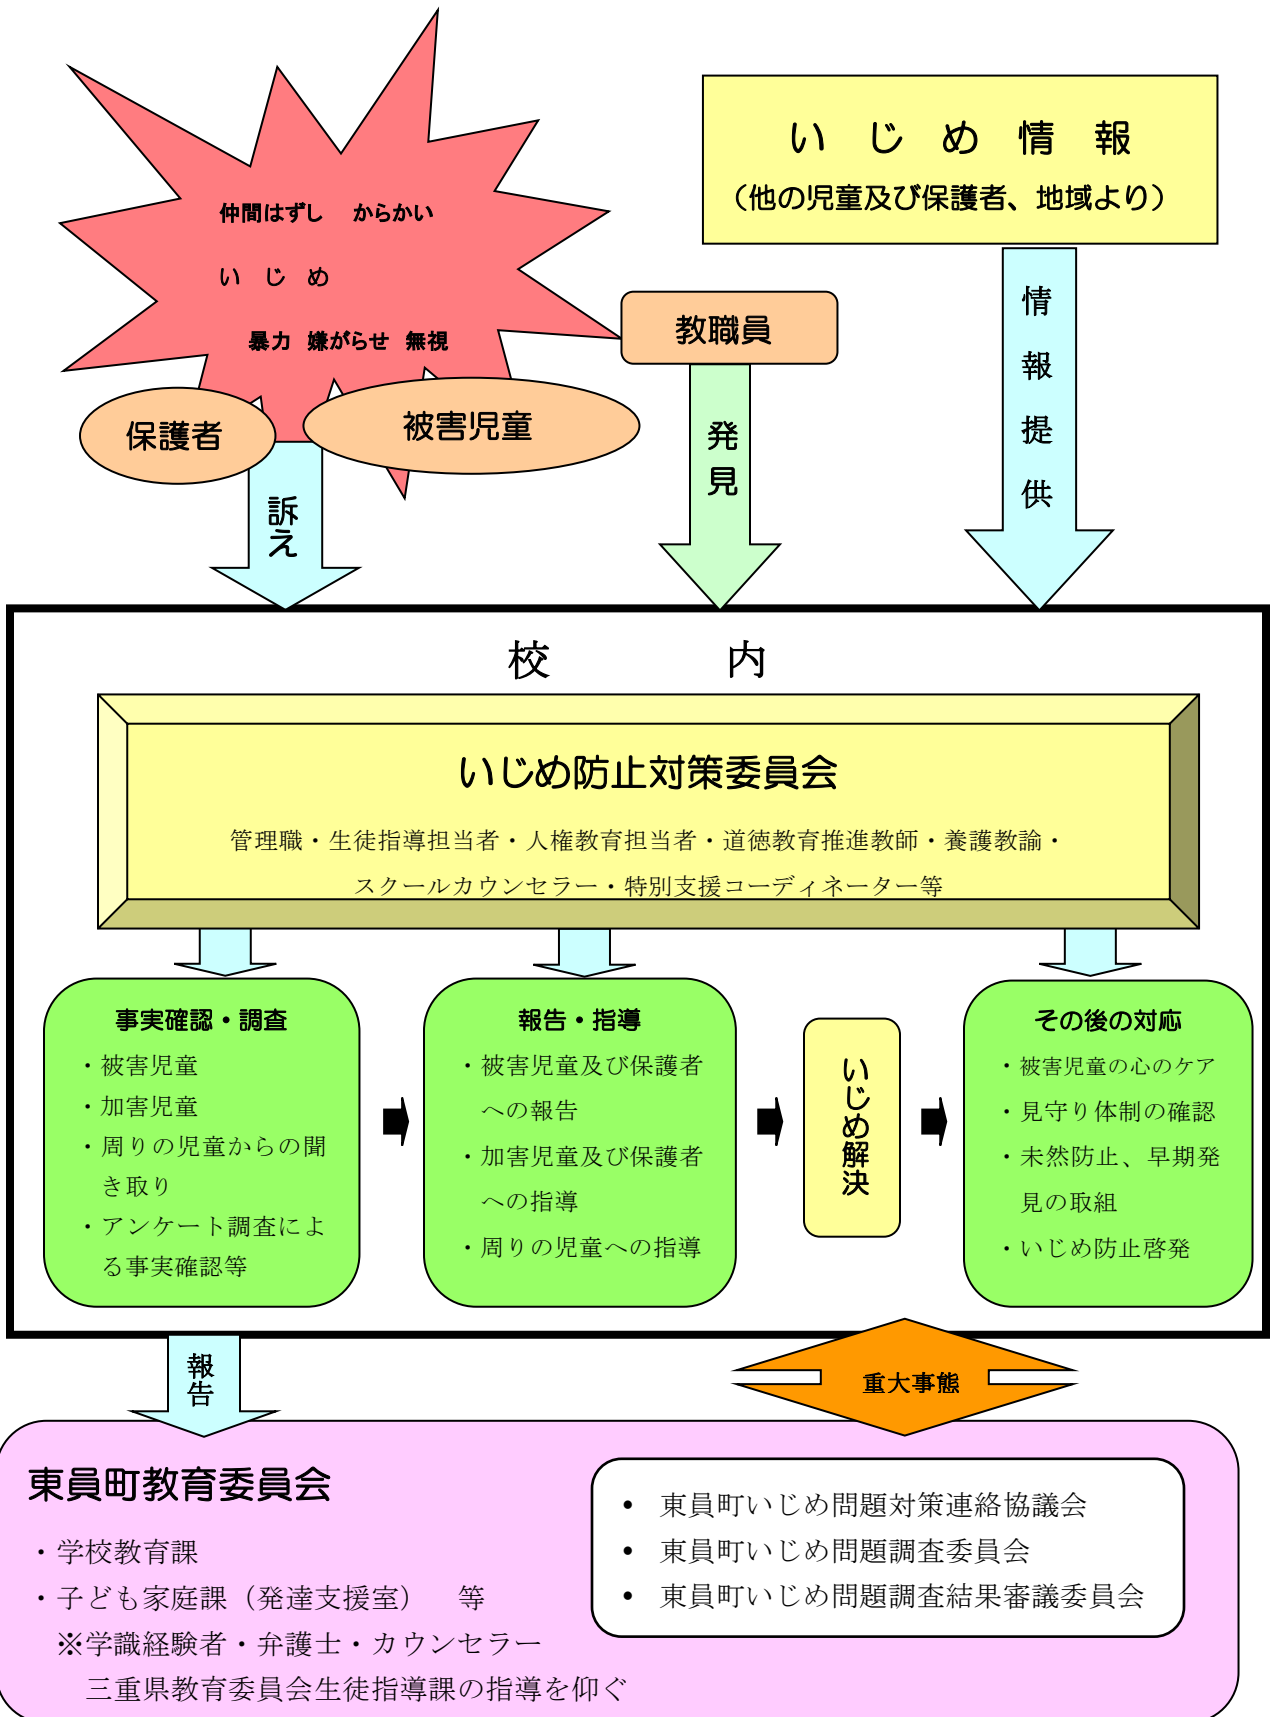 仲間はずし　からかい
い　じ　め
暴力　嫌がらせ　無視
い　じ　め　情　報
（他の児童及び保護者、地域より）
教職員
保護者
被害児童
訴え
発見
情報提供
校　内
いじめ防止対策委員会
管理職・生徒指導担当者・人権教育担当者・道徳教育推進教師・養護教諭・
スクールカウンセラー・特別支援コーディネーター等
事実確認・調査
・被害児童
・加害児童
・周りの児童からの聞
き取り
・アンケート調査によ
る事実確認等
報告・指導
・被害児童及び保護者
への報告
・加害児童及び保護者
への指導
・周りの児童への指導
いじめ解決
その後の対応
・被害児童の心のケア
・見守り体制の確認
・未然防止、早期発
見の取組
・いじめ防止啓発
報告
重大事態
東員町教育委員会
・学校教育課
・子ども家庭課（発達支援室）　等
※学識経験者・弁護士・カウンセラー
三重県教育委員会生徒指導課の指導を仰ぐ
• 東員町いじめ問題対策連絡協議会
• 東員町いじめ問題調査委員会
• 東員町いじめ問題調査結果審議委員会